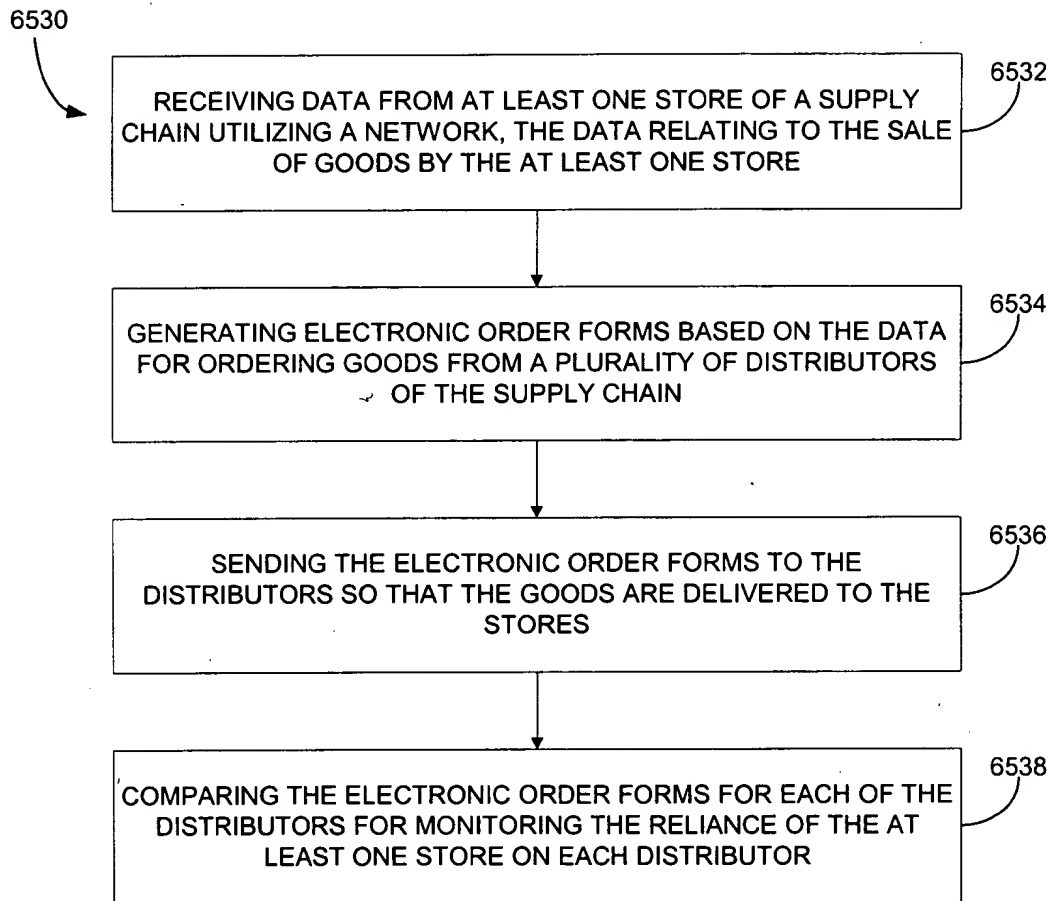 6530
6532
RECEIVING DATA FROM AT LEAST ONE STORE OF A SUPPLY
CHAIN UTILIZING A NETWORK, THE DATA RELATING TO THE SALE
OF GOODS BY THE AT LEAST ONE STORE
6534
GENERATING ELECTRONIC ORDER FORMS BASED ON THE DATA
FOR ORDERING GOODS FROM A PLURALITY OF DISTRIBUTORS
OF THE SUPPLY CHAIN
6536
SENDING THE ELECTRONIC ORDER FORMS TO THE
DISTRIBUTORS SO THAT THE GOODS ARE DELIVERED TO THE
STORES
6538
COMPARING THE ELECTRONIC ORDER FORMS FOR EACH OF THE
DISTRIBUTORS FOR MONITORING THE RELIANCE OF THE AT
LEAST ONE STORE ON EACH DISTRIBUTOR